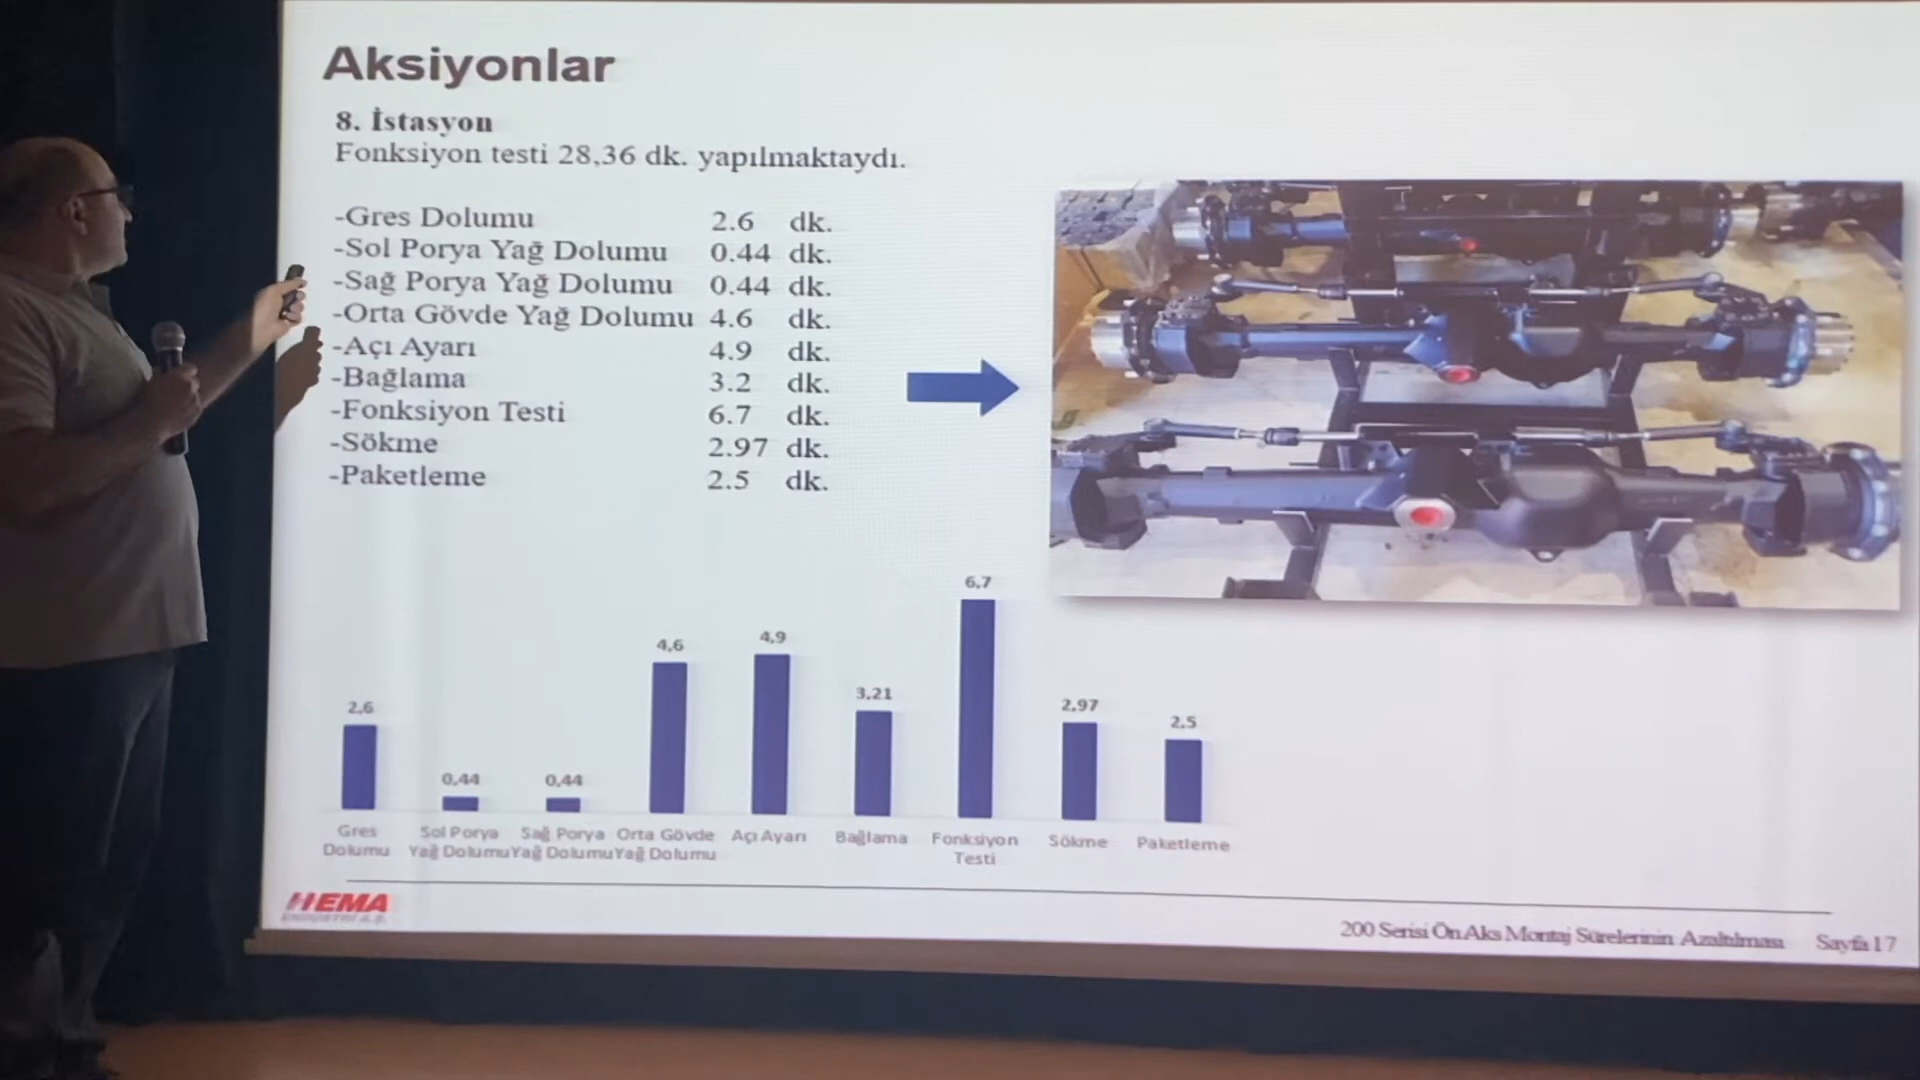 Aksiyonlar
8. İstasyon
Fonksiyon testi 28,36 dk. yapılmaktaydı.
-Gres Dolumu 2.6 dk.
-Sol Porya Yağ Dolumu 0.44 dk.
-Sağ Porya Yağ Dolumu 0.44 dk.
-Orta Gövde Yağ Dolumu 4.6 dk.
-Açı Ayarı 4.9 dk.
-Bağlama 3.2 dk.
-Fonksiyon Testi 6.7 dk.
-Sökme 2.97 dk.
-Paketleme 2.5 dk.
2,6
0,44
0,44
4,6
4,9
3,21
6,7
2,97
2,5
Gres Dolumu
Sol Porya Yağ Dolumu
Sağ Porya Yağ Dolumu
Orta Gövde Yağ Dolumu
Açı Ayarı
Bağlama
Fonksiyon Testi
Sökme
Paketleme
HEMA
ENDÜSTRİ A.Ş.
200 Serisi Ön Aks Montaj Sürelerinin Azaltılması Sayfa 17